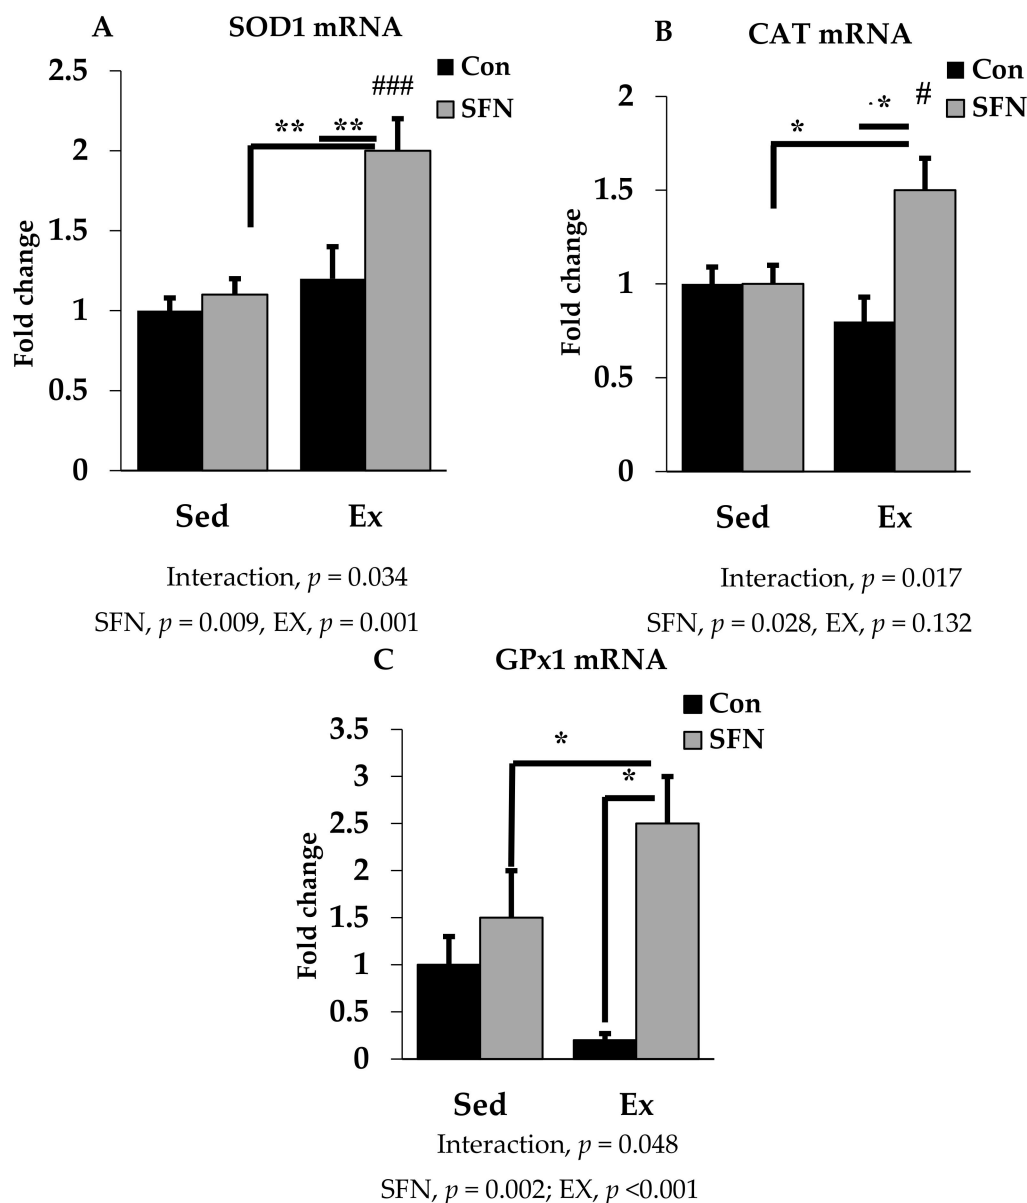 A SOD1 mRNA
Con
SFN
###
** **
2.5
2
1.5
1
0.5
0
Fold change
Sed Ex
Interaction, p = 0.034
SFN, p = 0.009, EX, p = 0.001
B CAT mRNA
Con
SFN
#
* *
2
1.5
1
0.5
0
Fold change
Sed Ex
Interaction, p = 0.017
SFN, p = 0.028, EX, p = 0.132
C GPx1 mRNA
Con
SFN
*
*
3.5
3
2.5
2
1.5
1
0.5
0
Fold change
Sed Ex
Interaction, p = 0.048
SFN, p = 0.002; EX, p <0.001